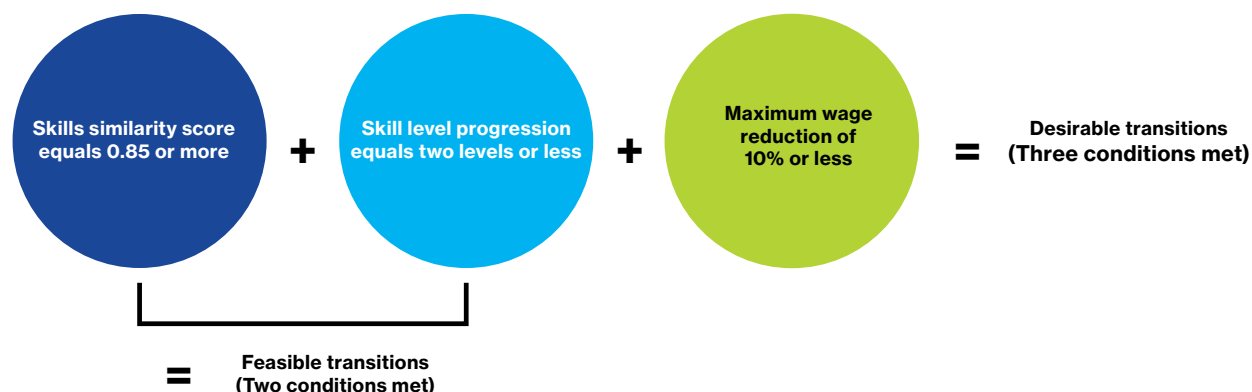 Skills similarity score
equals 0.85 or more
+
Skill level progression
equals two levels or less
+
Maximum wage
reduction of
10% or less
=
Desirable transitions
(Three conditions met)
=
Feasible transitions
(Two conditions met)